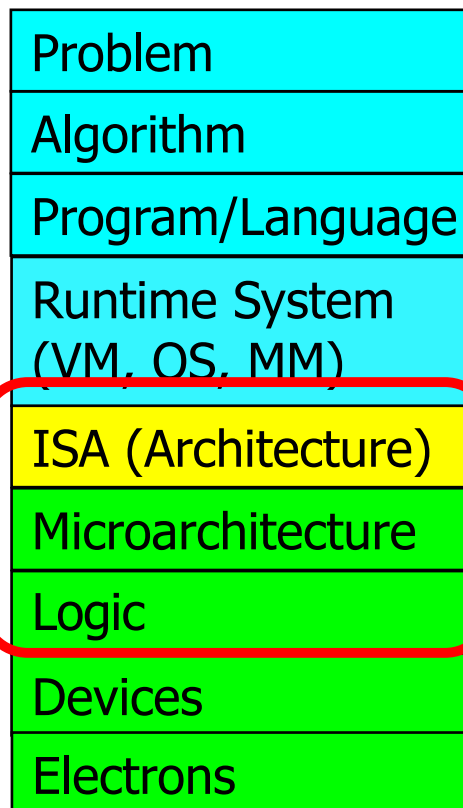 Problem
Algorithm
Program/Language
Runtime System
(VM, OS, MM)
ISA (Architecture)
Microarchitecture
Logic
Devices
Electrons